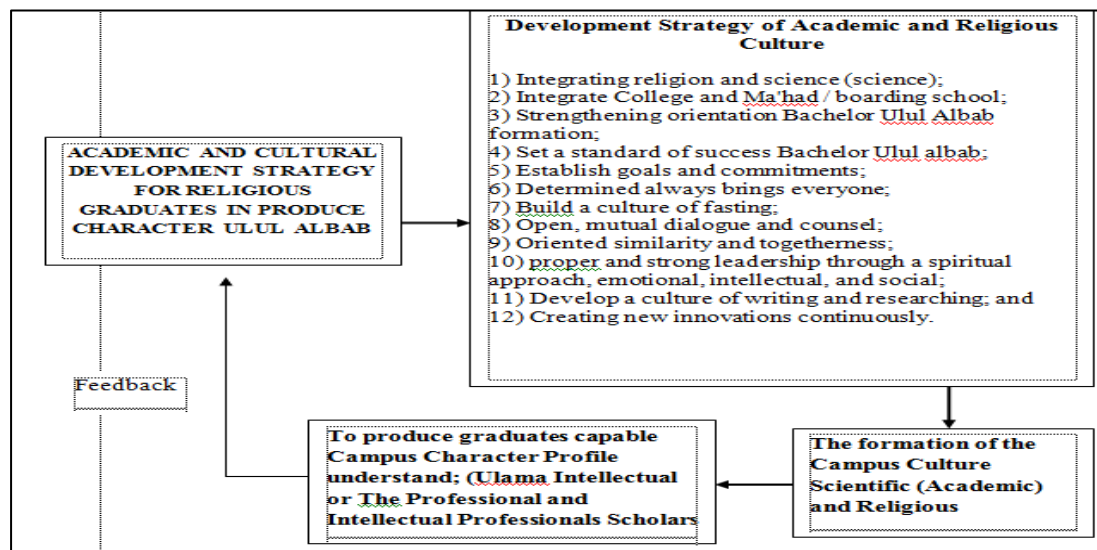 Development Strategy of Academic and Religious
Culture
1) Integrating religion and science (science);
2) Integrate College and Ma'had / boarding school;
3) Strengthening orientation Bachelor Ulul Albab
formation;
4) Set a standard of success Bachelor Ulul albab;
5) Establish goals and commitments;
6) Determined always brings everyone;
7) Build a culture of fasting;
8) Open, mutual dialogue and counsel;
9) Oriented similarity and togetherness;
10) proper and strong leadership through a spiritual
approach, emotional, intellectual, and social;
11) Develop a culture of writing and researching; and
12) Creating new innovations continuously.
ACADEMIC AND CULTURAL
DEVELOPMENT STRATEGY
FOR RELIGIOUS
GRADUATES IN PRODUCE
CHARACTER ULUL ALBAB
Feedback
To produce graduates capable
Campus Character Profile
understand; (Ulama Intellectual
or The Professional and
Intellectual Professionals Scholars
The formation of the
Campus Culture
Scientific (Academic)
and Religious